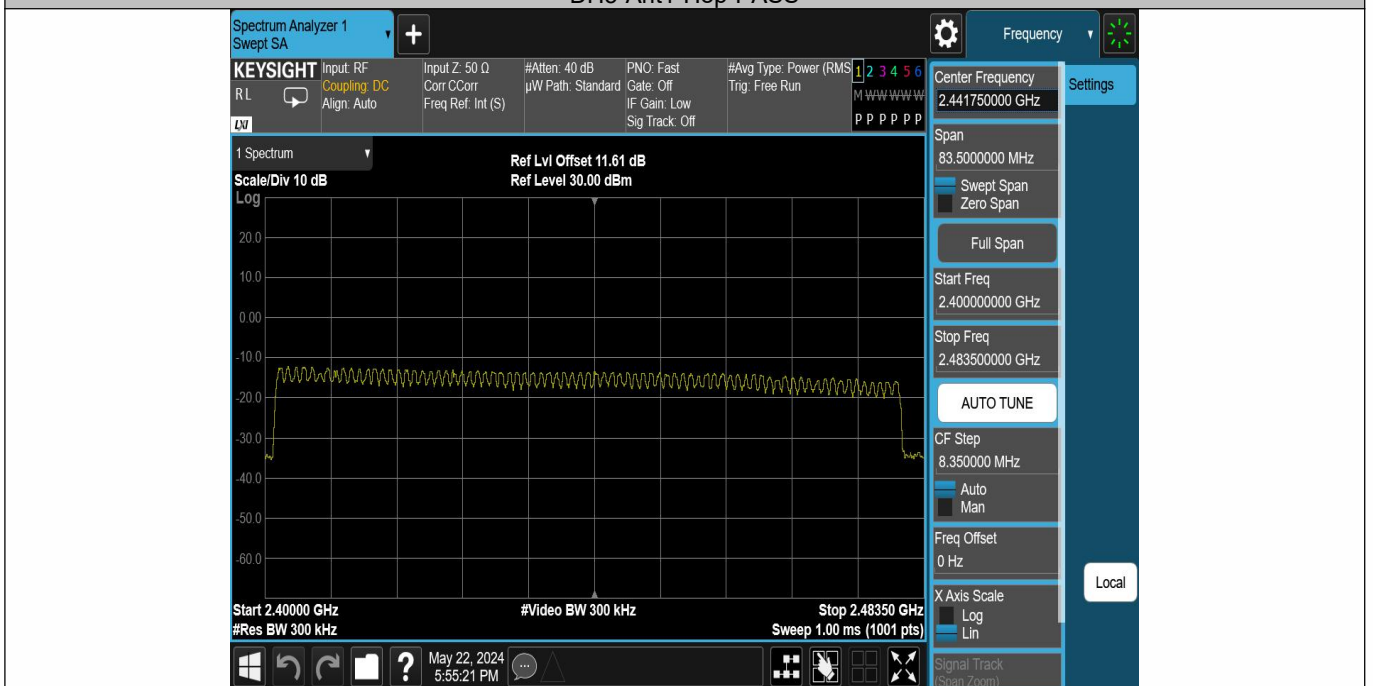 Spectrum Analyzer 1
Swept SA
+
Frequency
KEYSIGHT
RL
LXI
Input: RF
Coupling: DC
Align: Auto
Input Z: 50 Ω
Corr CCorr
Freq Ref: Int (S)
#Atten: 40 dB
µW Path: Standard
PNO: Fast
Gate: Off
IF Gain: Low
Sig Track: Off
#Avg Type: Power (RMS
Trig: Free Run
1 2 3 4 5 6
M W W W W W
P P P P P P
1 Spectrum
Scale/Div 10 dB
Ref Lvl Offset 11.61 dB
Ref Level 30.00 dBm
Log
20.0
10.0
0.00
-10.0
-20.0
-30.0
-40.0
-50.0
-60.0
Start 2.40000 GHz
#Res BW 300 kHz
#Video BW 300 kHz
Stop 2.48350 GHz
Sweep 1.00 ms (1001 pts)
Center Frequency
2.441750000 GHz
Settings
Span
83.5000000 MHz
Swept Span
Zero Span
Full Span
Start Freq
2.400000000 GHz
Stop Freq
2.483500000 GHz
AUTO TUNE
CF Step
8.350000 MHz
Auto
Man
Freq Offset
0 Hz
X Axis Scale
Log
Lin
Local
Signal Track
(Span Zoom)
?
May 22, 2024
5:55:21 PM